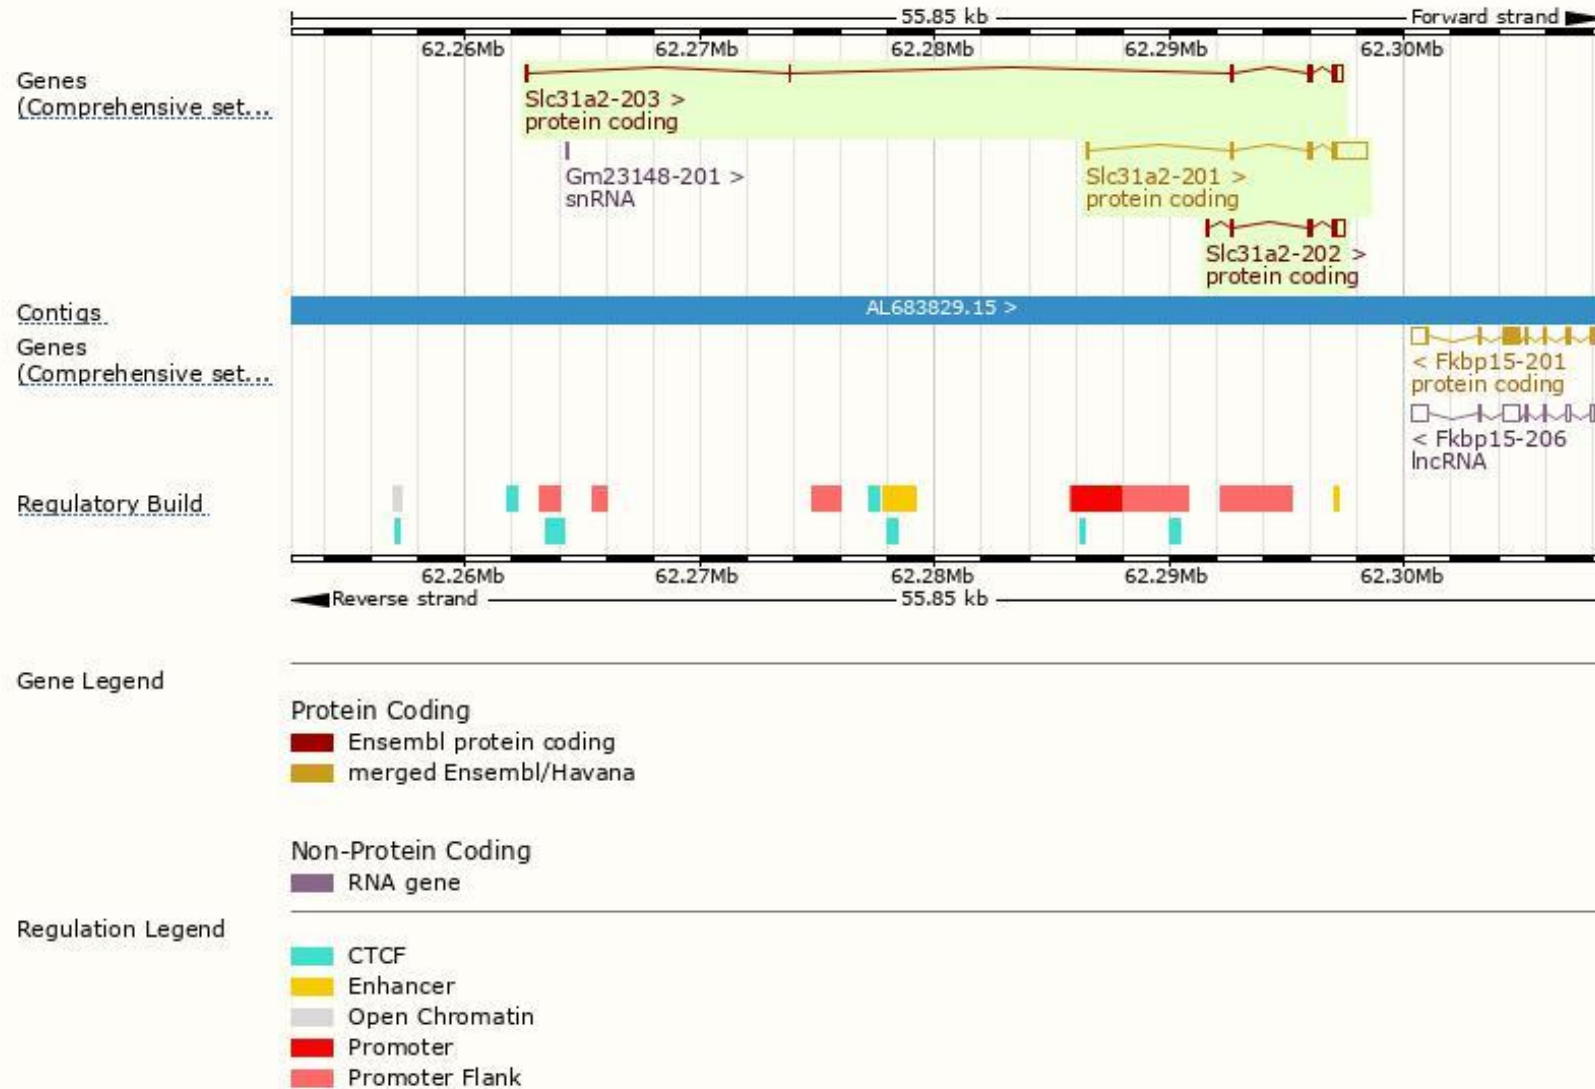 55.85 kb Forward strand
62.26Mb 62.27Mb 62.28Mb 62.29Mb 62.30Mb
Genes
(Comprehensive set...
Slc31a2-203 >
protein coding
Gm23148-201 >
snRNA
Slc31a2-201 >
protein coding
Slc31a2-202 >
protein coding
Contigs
AL683829.15 >
Genes
(Comprehensive set...
< Fkbp15-201
protein coding
< Fkbp15-206
lncRNA
Regulatory Build
62.26Mb 62.27Mb 62.28Mb 62.29Mb 62.30Mb
Reverse strand 55.85 kb
Gene Legend
Protein Coding
Ensembl protein coding
merged Ensembl/Havana
Non-Protein Coding
RNA gene
Regulation Legend
CTCF
Enhancer
Open Chromatin
Promoter
Promoter Flank